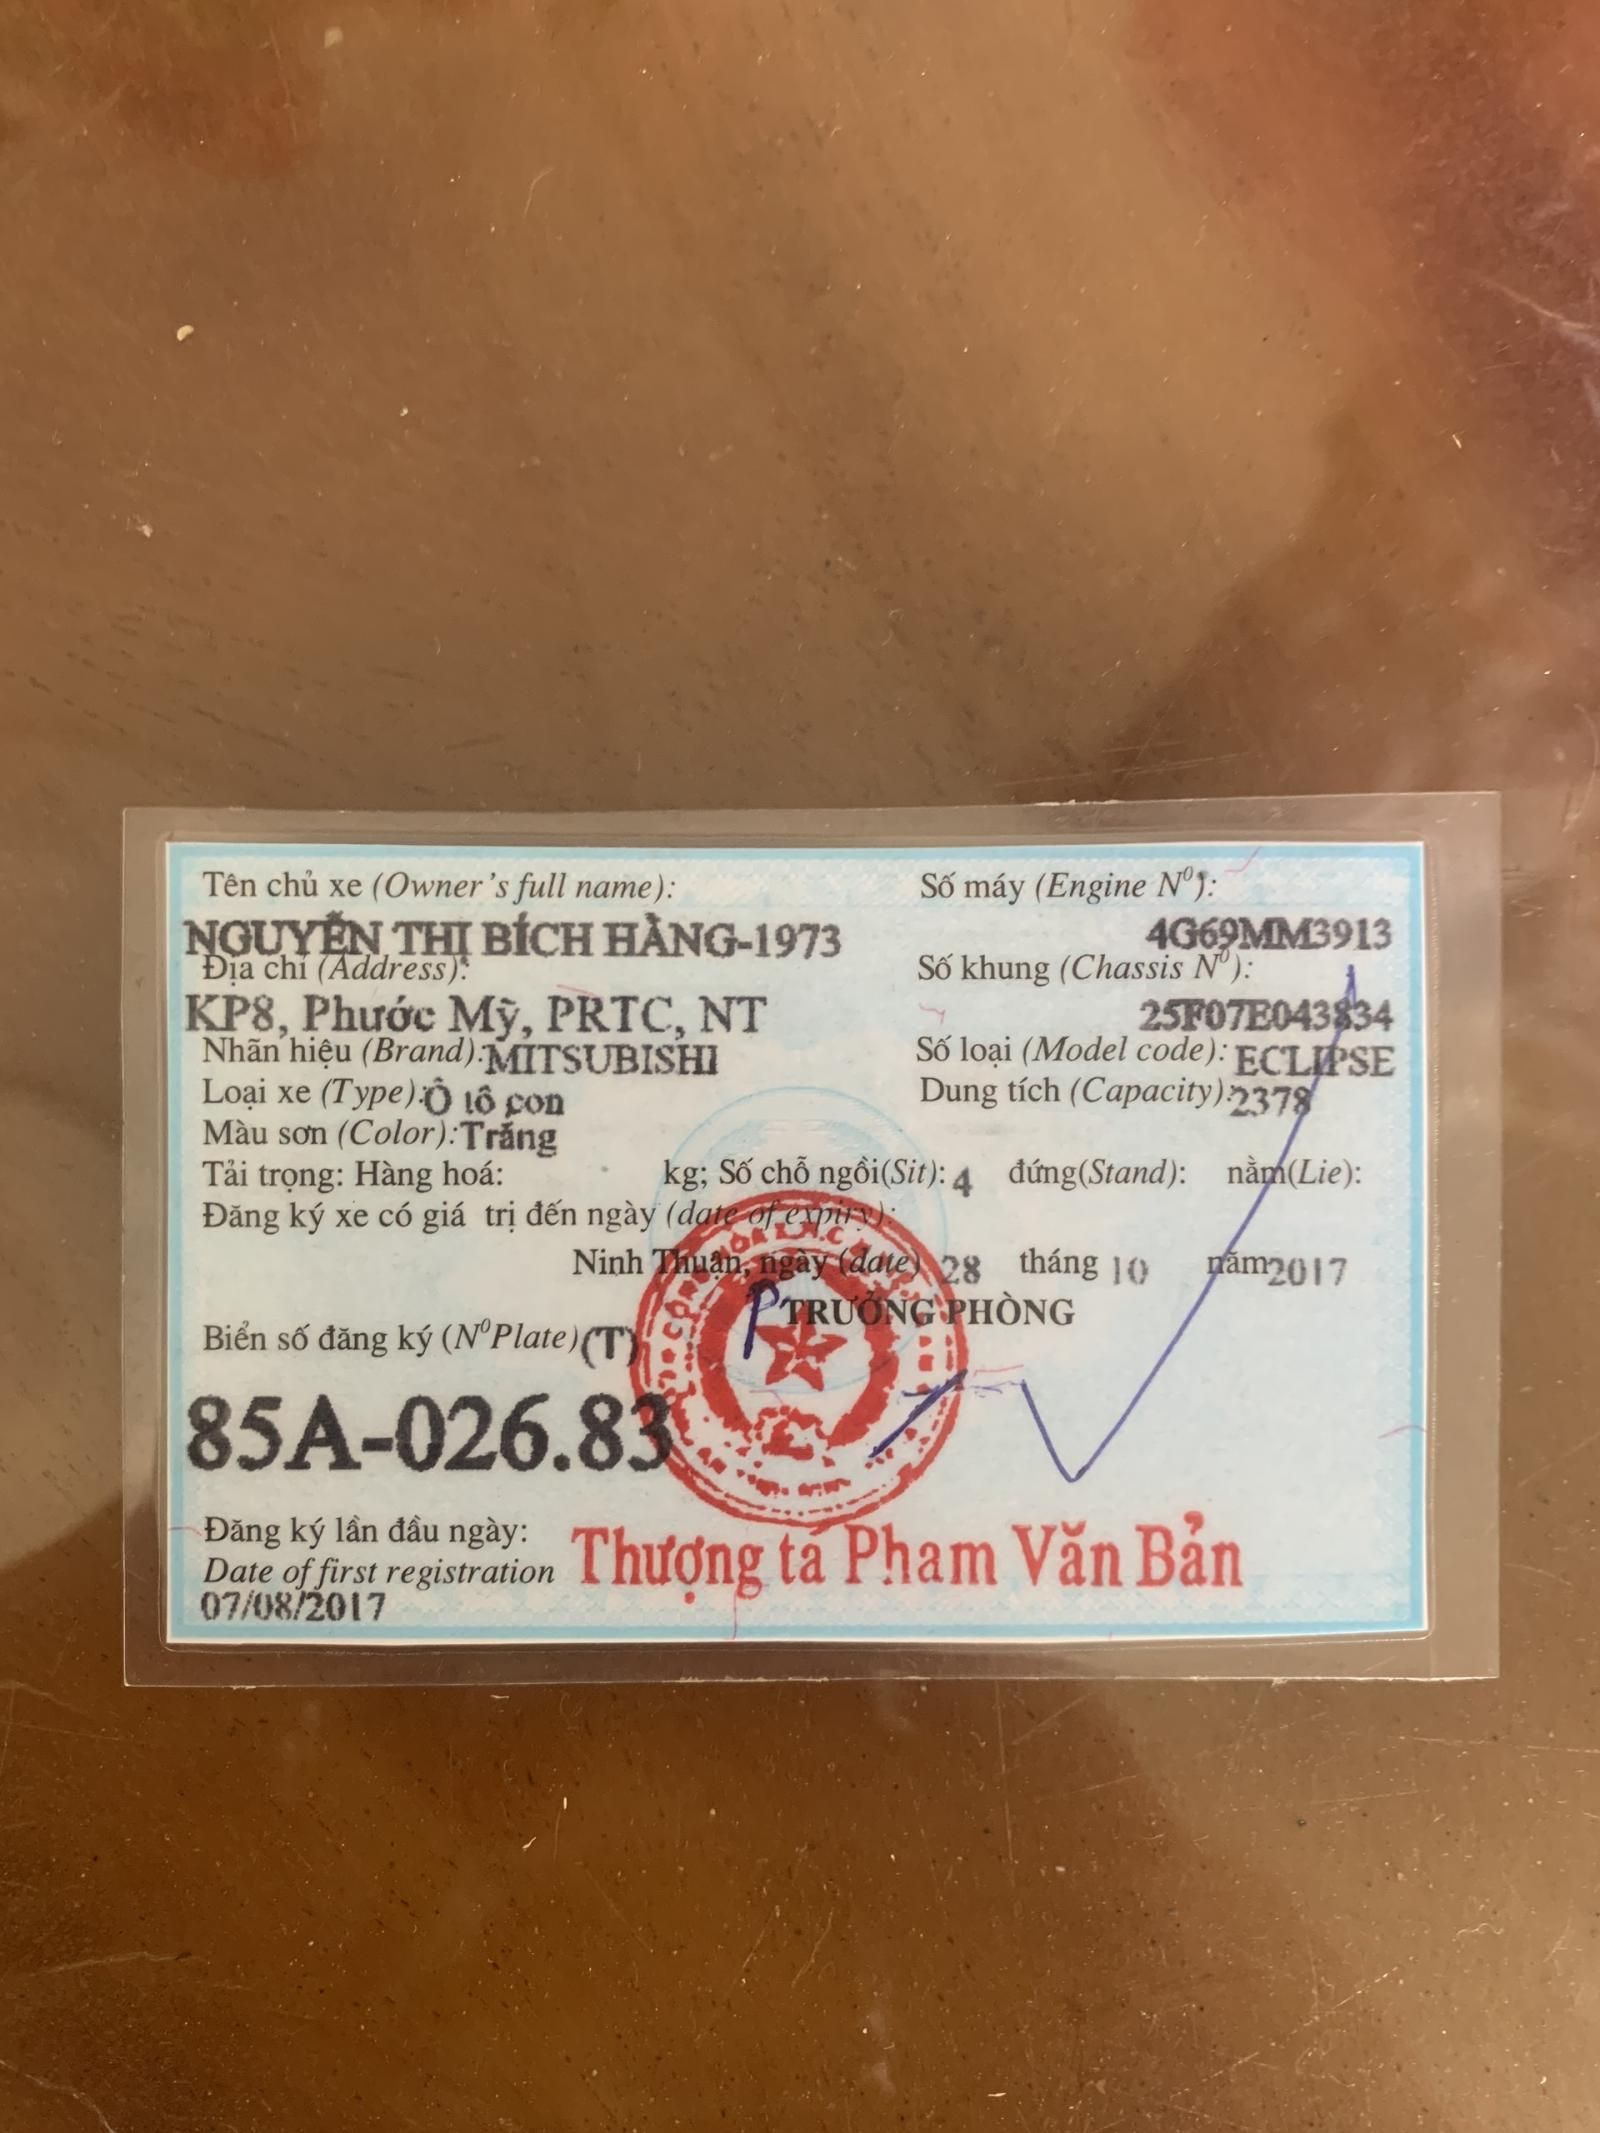 Tên chủ xe (Owner's full name): Số máy (Engine N⁰):
NGUYỄN THỊ BÍCH HẰNG-1973 4G69MM3913
Địa chỉ (Address): Số khung (Chassis N⁰):
KP8, Phước Mỹ, PRTC, NT 25F07E043834
Nhãn hiệu (Brand): MITSUBISHI Số loại (Model code): ECLIPSE
Loại xe (Type): Ô tô con Dung tích (Capacity): 2378
Màu sơn (Color): Trắng
Tải trọng: Hàng hoá: kg; Số chỗ ngồi(Sit): 4 đứng(Stand): nằm(Lie):
Đăng ký xe có giá trị đến ngày (date of expiry):
Ninh Thuận, ngày (date) 28 tháng 10 năm 2017
P TRƯỞNG PHÒNG
Biển số đăng ký (N⁰Plate) (T)
85A-026.83
Đăng ký lần đầu ngày:
Date of first registration
07/08/2017
Thượng tá Phạm Văn Bản